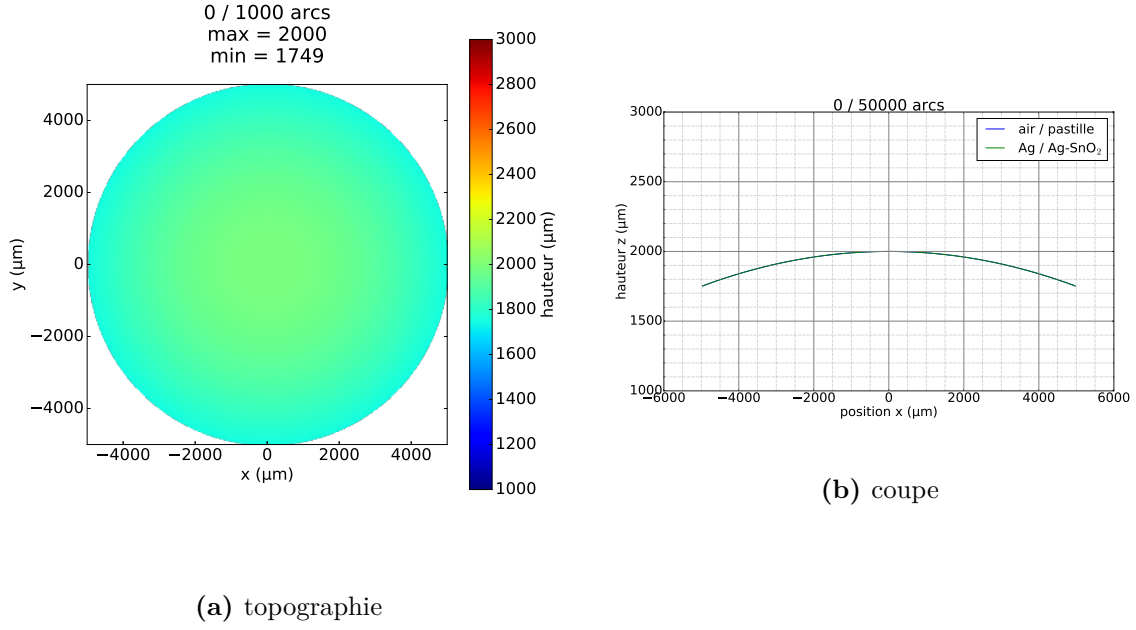 0 / 1000 arcs
max = 2000
min = 1749
4000
2000
0
−2000
−4000
y (µm)
−4000 −2000 0 2000 4000
x (µm)
3000
2800
2600
2400
2200
2000
1800
1600
1400
1200
1000
hauteur (µm)
(a) topographie
0 / 50000 arcs
air / pastille
Ag / Ag-SnO₂
3000
2500
2000
1500
1000
hauteur z (µm)
−6000 −4000 −2000 0 2000 4000 6000
position x (µm)
(b) coupe